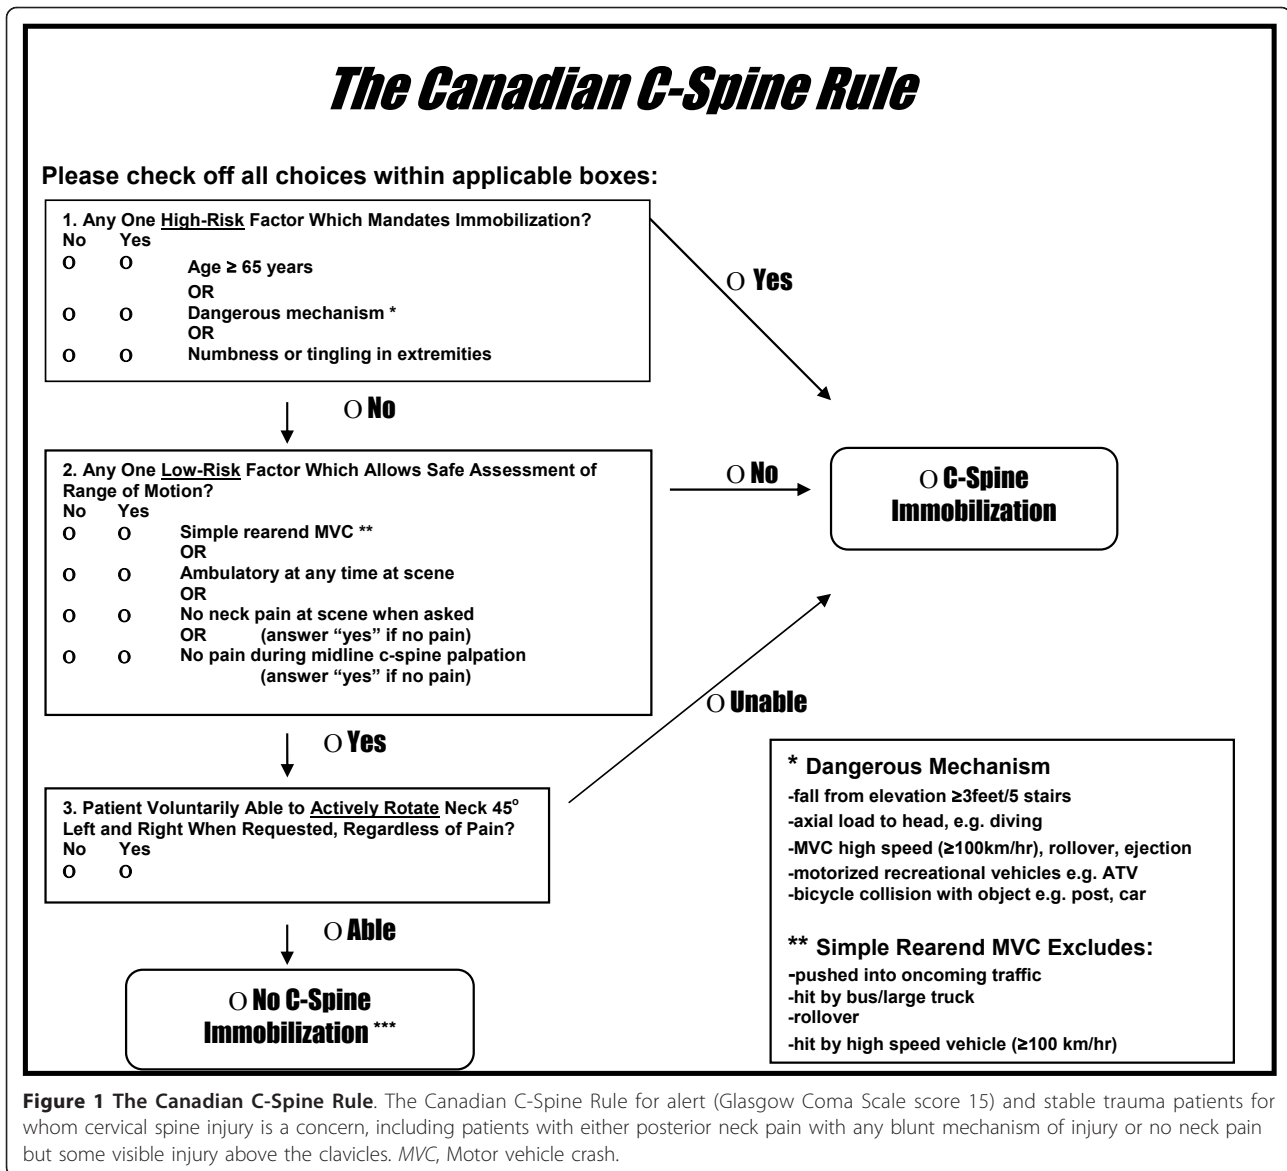 The Canadian C-Spine Rule
Please check off all choices within applicable boxes:
1. Any One High-Risk Factor Which Mandates Immobilization?
No Yes
O O Age ≥ 65 years
OR
O O Dangerous mechanism *
OR
O O Numbness or tingling in extremities
O Yes
O No
2. Any One Low-Risk Factor Which Allows Safe Assessment of
Range of Motion?
No Yes
O O Simple rearend MVC **
OR
O O Ambulatory at any time at scene
OR
O O No neck pain at scene when asked
OR (answer “yes” if no pain)
O O No pain during midline c-spine palpation
(answer “yes” if no pain)
O No
O C-Spine
Immobilization
O Yes
O Unable
3. Patient Voluntarily Able to Actively Rotate Neck 45°
Left and Right When Requested, Regardless of Pain?
No Yes
O O
O Able
O No C-Spine
Immobilization ***
* Dangerous Mechanism
-fall from elevation ≥3feet/5 stairs
-axial load to head, e.g. diving
-MVC high speed (≥100km/hr), rollover, ejection
-motorized recreational vehicles e.g. ATV
-bicycle collision with object e.g. post, car
** Simple Rearend MVC Excludes:
-pushed into oncoming traffic
-hit by bus/large truck
-rollover
-hit by high speed vehicle (≥100 km/hr)
Figure 1 The Canadian C-Spine Rule. The Canadian C-Spine Rule for alert (Glasgow Coma Scale score 15) and stable trauma patients for
whom cervical spine injury is a concern, including patients with either posterior neck pain with any blunt mechanism of injury or no neck pain
but some visible injury above the clavicles. MVC, Motor vehicle crash.